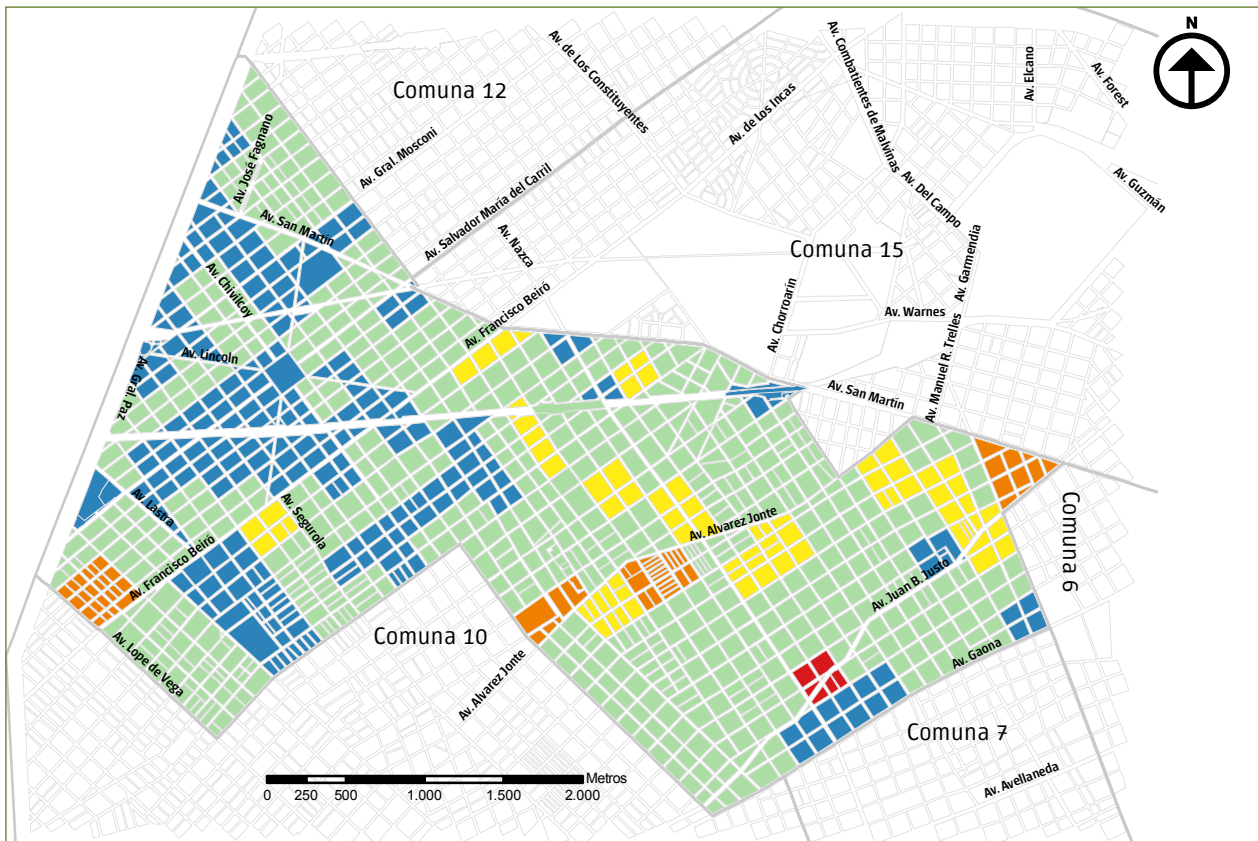 N
Comuna 12
Av. de Los Constituyentes
Av. Combatientes de Malvinas
Av. Elcano
Av. Forest
Av. de Los Incas
Av. José Fagnano
Av. Gral. Mosconi
Av. Guzmán
Av. Salvador María del Carril
Av. Del Campo
Av. San Martín
Av. Nazca
Comuna 15
Av. Garmendia
Av. Chivilcoy
Av. Francisco Beiró
Av. Chorroarín
Av. Warnes
Av. Lincoln
Av. Gral. Paz
Av. Manuel R. Trelles
Av. San Martín
Av. Lastra
Av. Segurola
Av. Alvarez Jonte
Comuna 6
Av. Francisco Beiró
Av. Juan B. Justo
Comuna 10
Av. Lope de Vega
Av. Alvarez Jonte
Av. Gaona
Comuna 7
Av. Avellaneda
Metros
0 250 500 1.000 1.500 2.000